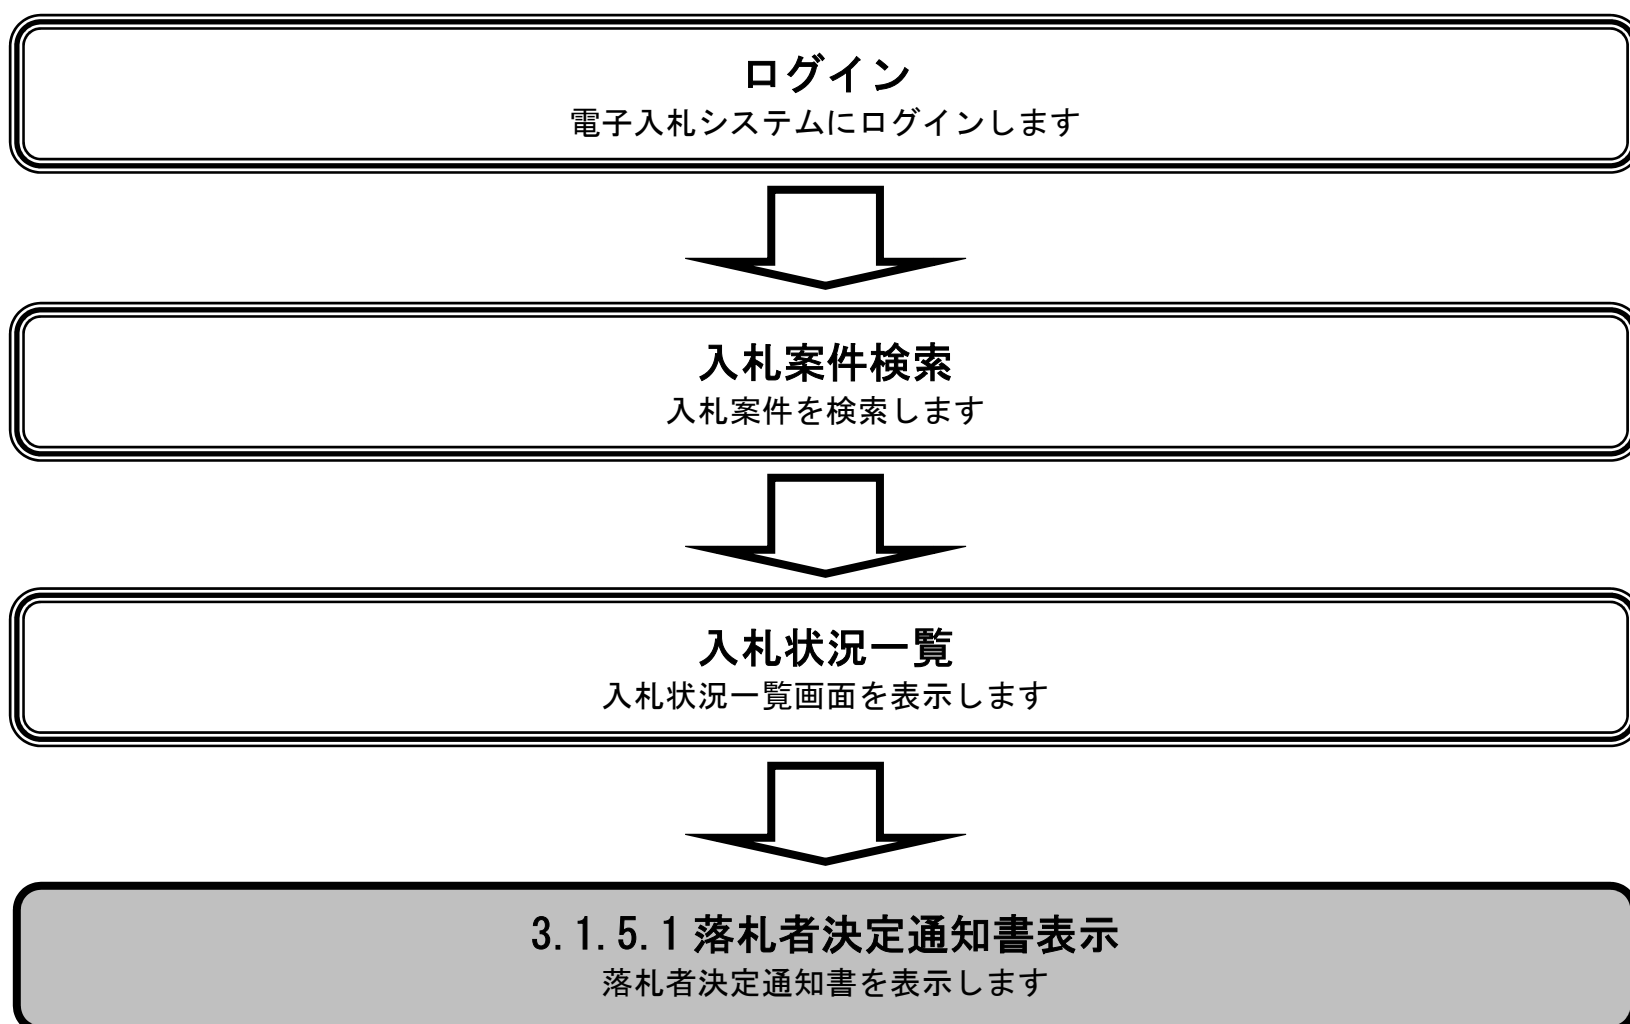 ログイン
電子入札システムにログインします
入札案件検索
入札案件を検索します
入札状況一覧
入札状況一覧画面を表示します
3.1.5.1 落札者決定通知書表示
落札者決定通知書を表示します